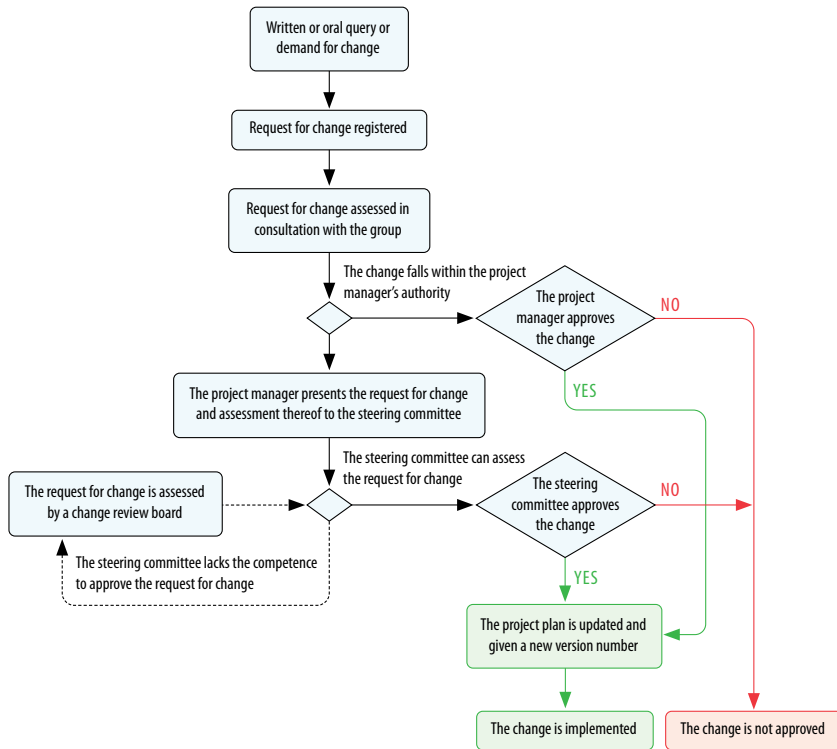 Written or oral query or
demand for change
Request for change registered
Request for change assessed in
consultation with the group
The change falls within the project
manager's authority
The project
manager approves
the change
NO
YES
The project manager presents the request for change
and assessment thereof to the steering committee
The steering committee can assess
the request for change
The request for change is assessed
by a change review board
The steering
committee approves
the change
NO
The steering committee lacks the competence
to approve the request for change
YES
The project plan is updated and
given a new version number
The change is implemented
The change is not approved